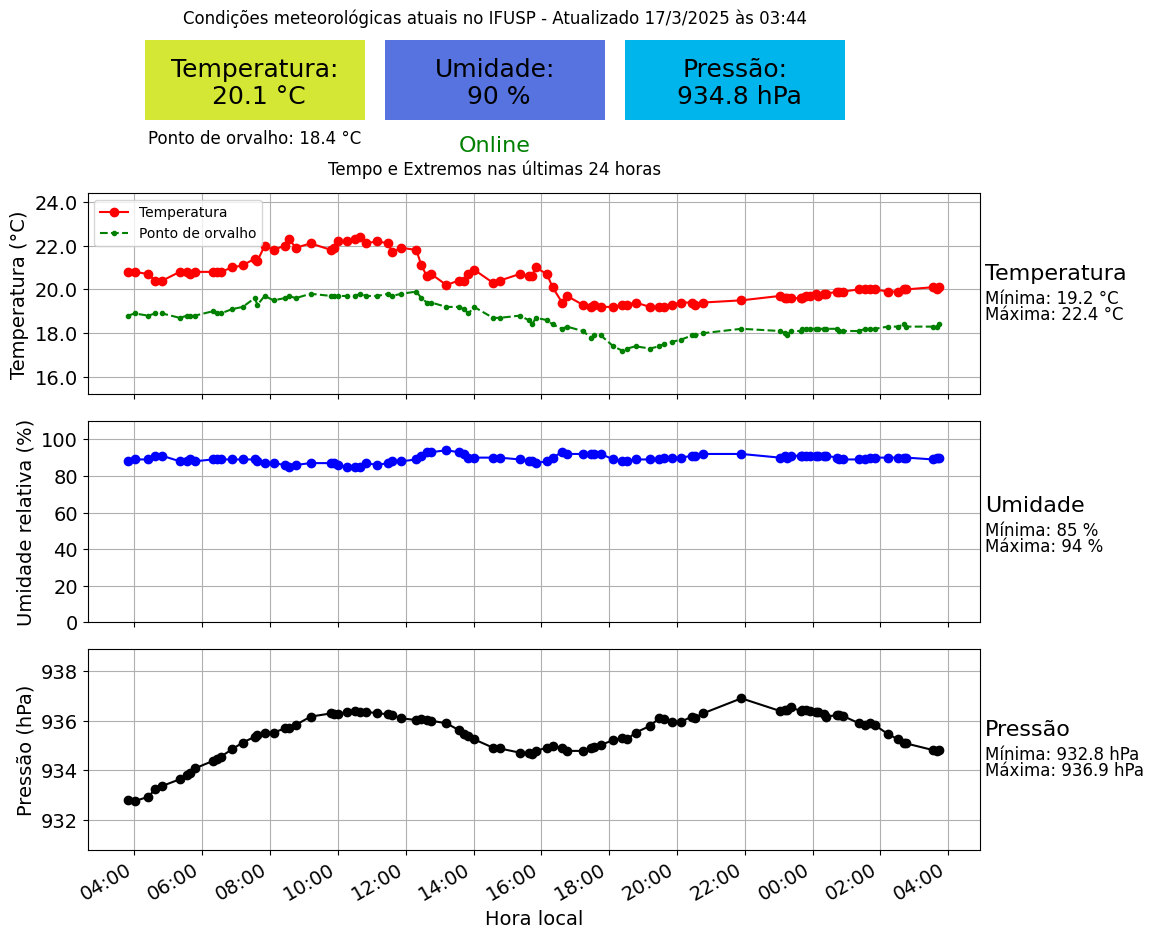 Condições meteorológicas atuais no IFUSP - Atualizado 17/3/2025 às 03:44
Temperatura:
20.1 °C
Umidade:
90 %
Pressão:
934.8 hPa
Ponto de orvalho: 18.4 °C
Online
Tempo e Extremos nas últimas 24 horas
Temperatura (°C)
24.0
22.0
20.0
18.0
16.0
Temperatura
Ponto de orvalho
Temperatura
Mínima: 19.2 °C
Máxima: 22.4 °C
Umidade relativa (%)
100
80
60
40
20
0
Umidade
Mínima: 85 %
Máxima: 94 %
Pressão (hPa)
938
936
934
932
Pressão
Mínima: 932.8 hPa
Máxima: 936.9 hPa
04:00 06:00 08:00 10:00 12:00 14:00 16:00 18:00 20:00 22:00 00:00 02:00 04:00
Hora local